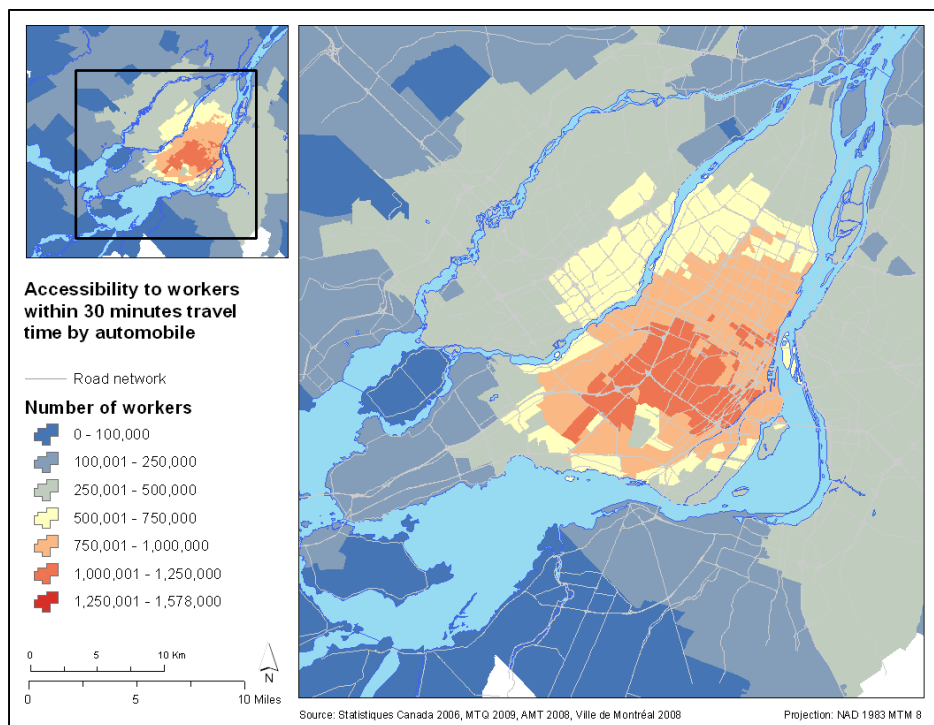 Accessibility to workers
within 30 minutes travel
time by automobile
Road network
Number of workers
0 - 100,000
100,001 - 250,000
250,001 - 500,000
500,001 - 750,000
750,001 - 1,000,000
1,000,001 - 1,250,000
1,250,001 - 1,578,000
0 5 10 Km
N
0 5 10 Miles
Source: Statistiques Canada 2006, MTQ 2009, AMT 2008, Ville de Montréal 2008 Projection: NAD 1983 MTM 8